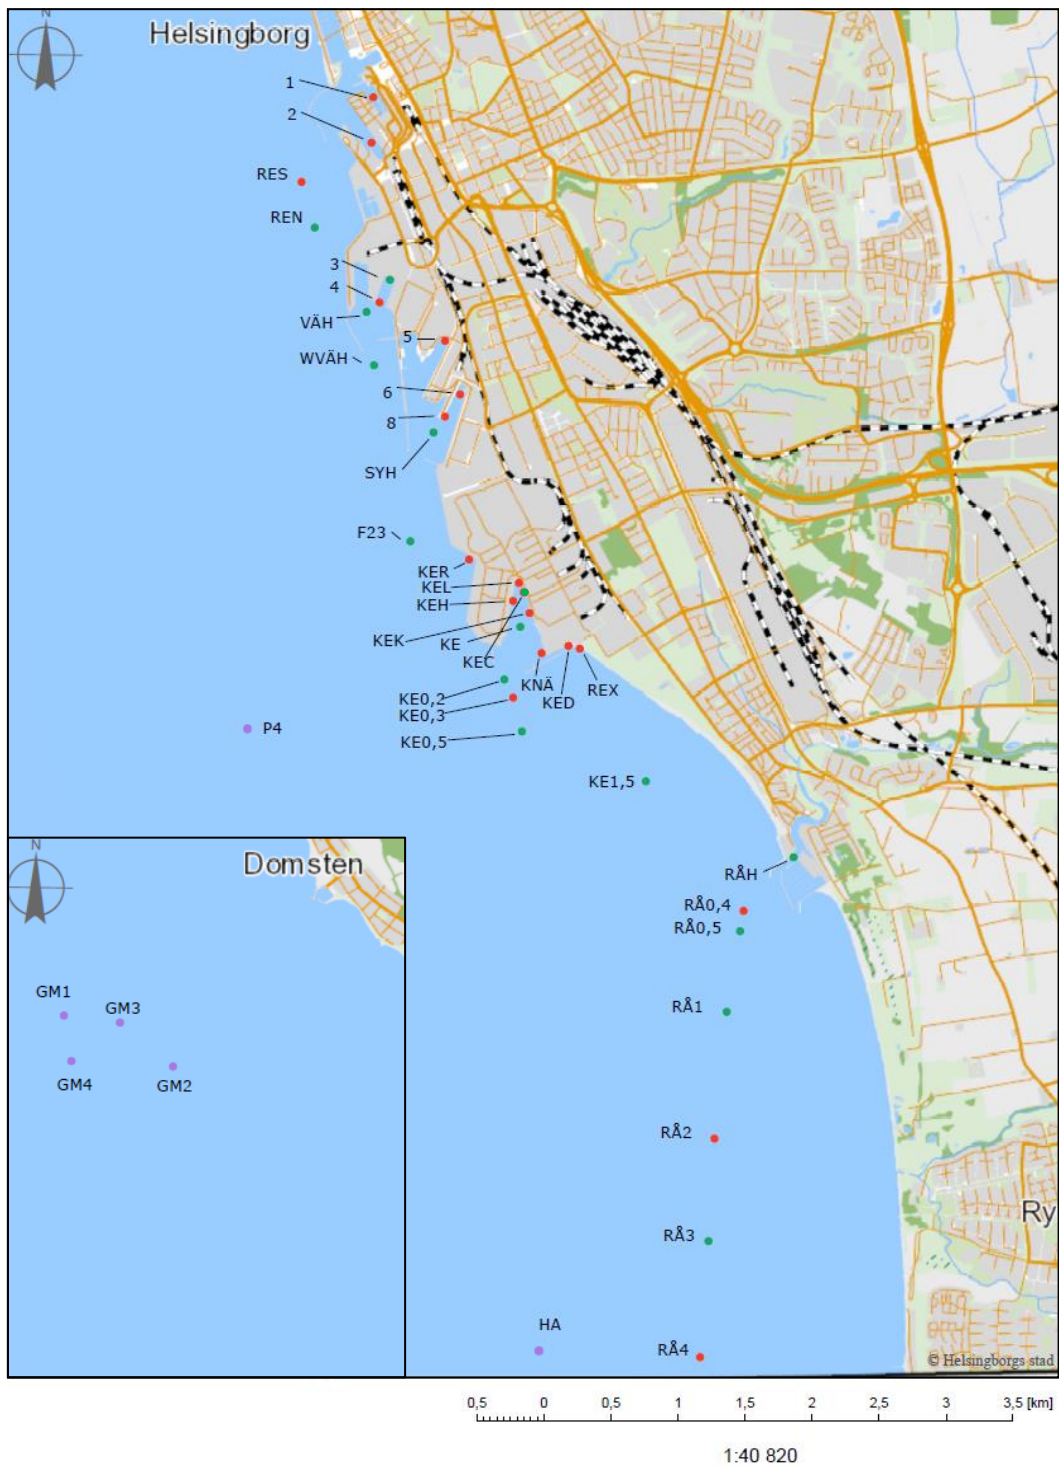 Helsingborg
N
1
2
RES
REN
3
4
VÄH
5
WVÄH
6
8
SYH
F23
KER
KEL
KEH
KEK
KE
KEC
KNÄ
KED
REX
KE0,2
KE0,3
P4
KE0,5
KE1,5
N
Domsten
RÅH
RÅ0,4
RÅ0,5
GM1
GM3
RÅ1
GM4
GM2
RÅ2
Ry
RÅ3
HA
RÅ4
© Helsingborgs stad
0,5 0 0,5 1 1,5 2 2,5 3 3,5 [km]
1:40 820